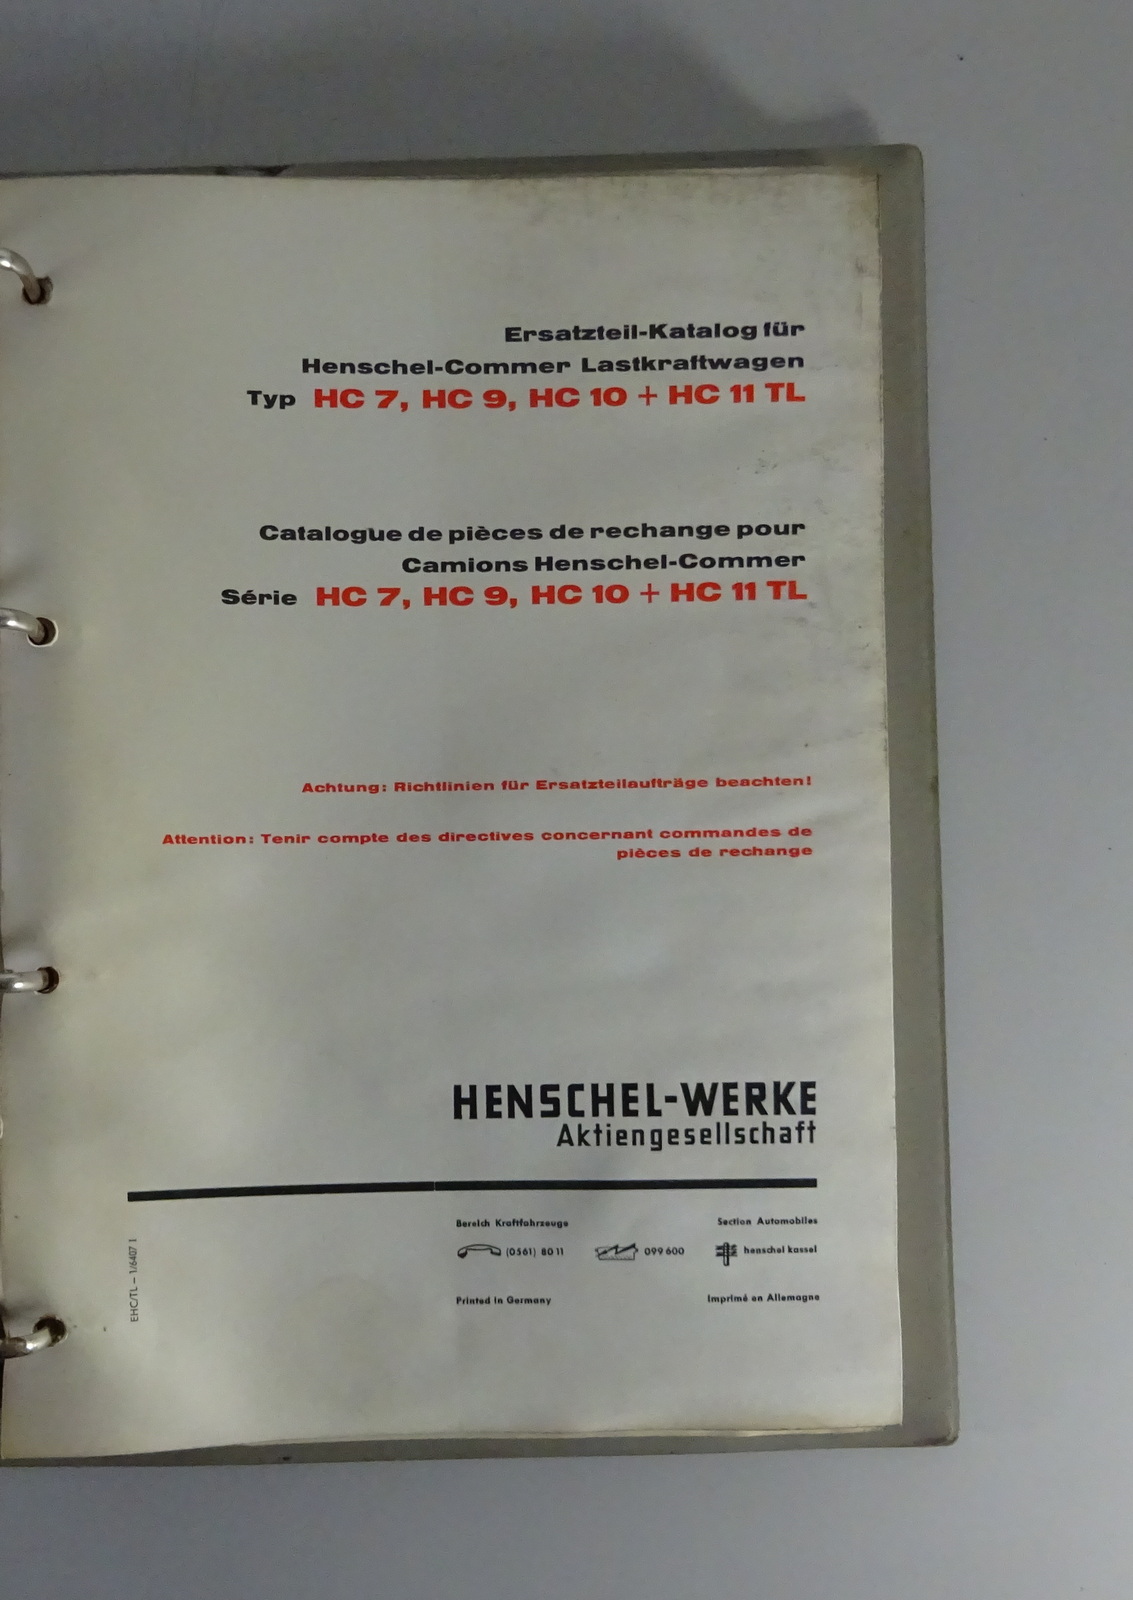 Ersatzteil-Katalog für
Henschel-Commer Lastkraftwagen
Typ HC 7, HC 9, HC 10 + HC 11 TL
Catalogue de pièces de rechange pour
Camions Henschel-Commer
Série HC 7, HC 9, HC 10 + HC 11 TL
Achtung: Richtlinien für Ersatzteilaufträge beachten!
Attention: Tenir compte des directives concernant commandes de
pièces de rechange
HENSCHEL-WERKE
Aktiengesellschaft
Bereich Kraftfahrzeuge Section Automobiles
(0561) 80 11 099 600 henschel kassel
Printed in Germany Imprimé en Allemagne
EHC/TL – 1/6407 1